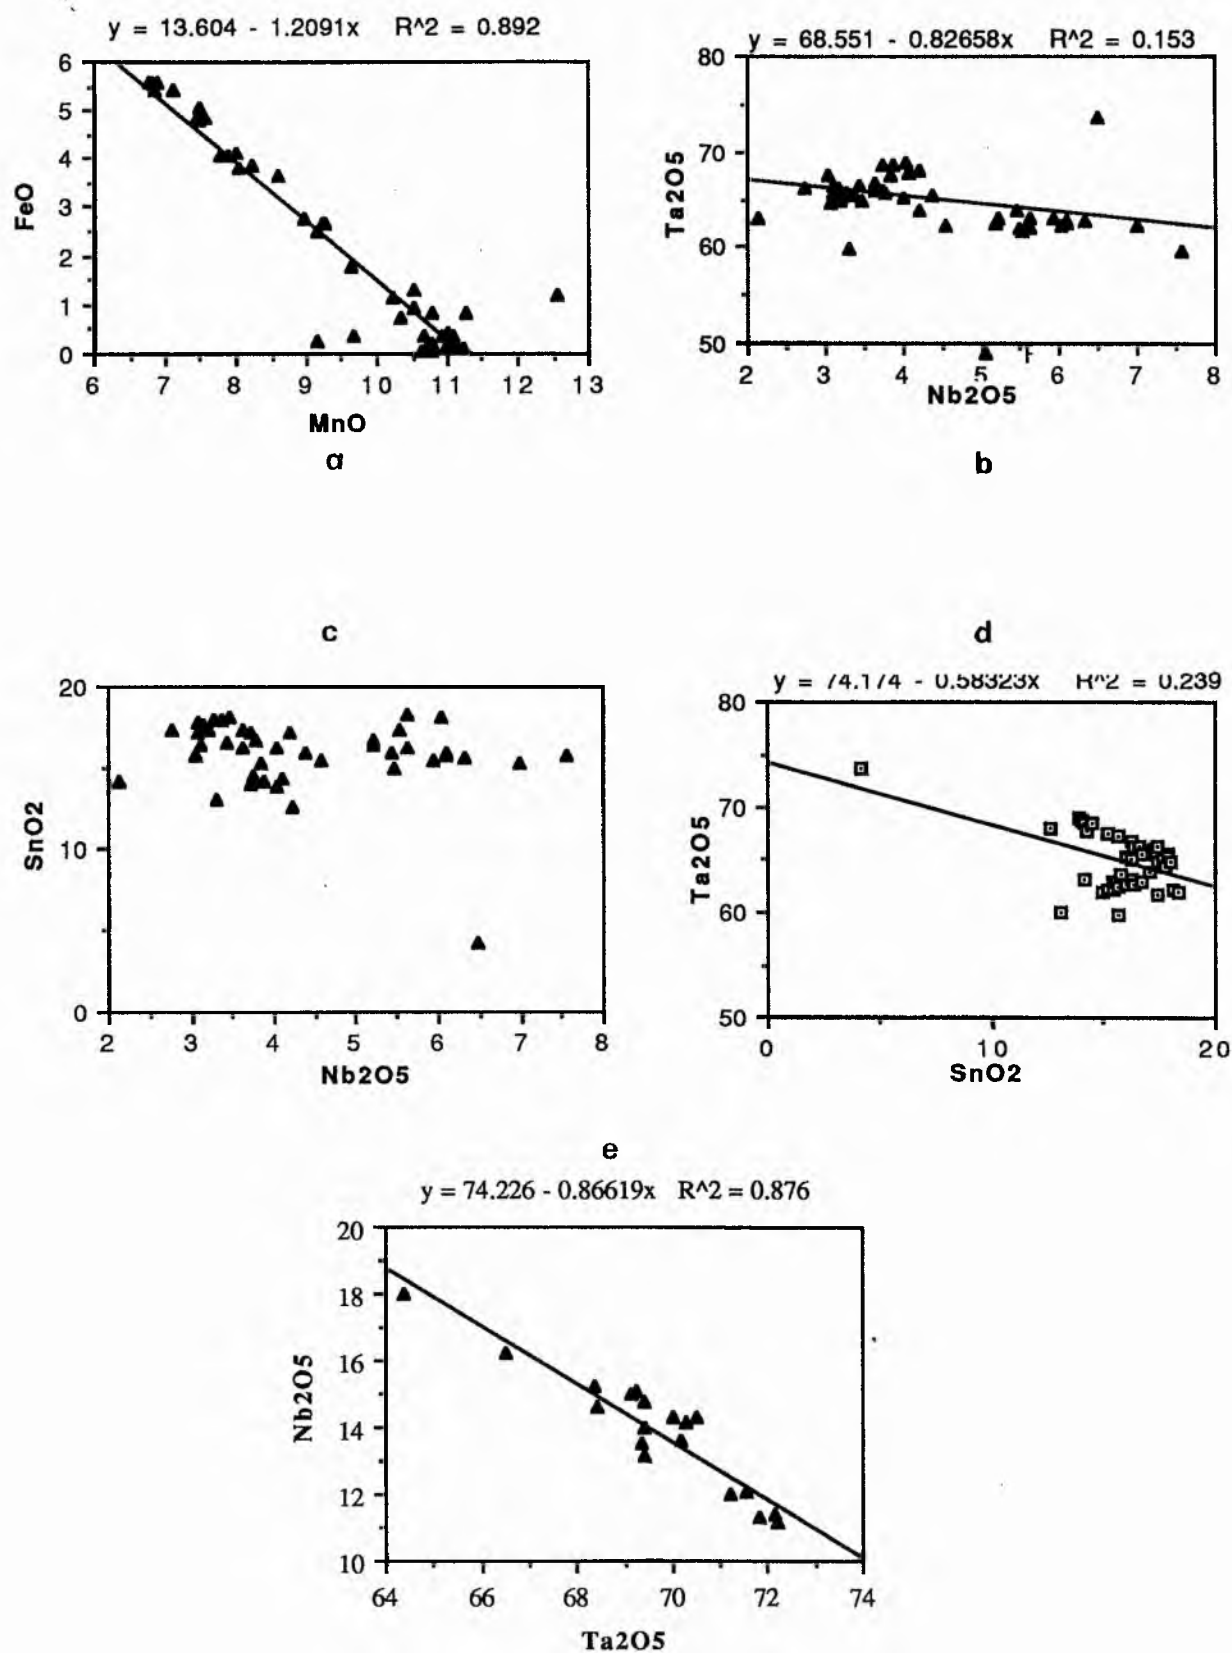 y = 13.604 - 1.2091x R^2 = 0.892
6
5
4
3
2
1
0
FeO
6 7 8 9 10 11 12 13
MnO
a
y = 68.551 - 0.82658x R^2 = 0.153
80
70
60
50
Ta2O5
2 3 4 5 6 7 8
Nb2O5
b
c
20
10
0
SnO2
2 3 4 5 6 7 8
Nb2O5
d
y = 74.174 - 0.58323x R^2 = 0.239
80
70
60
50
Ta2O5
0 10 20
SnO2
e
y = 74.226 - 0.86619x R^2 = 0.876
20
18
16
14
12
10
Nb2O5
64 66 68 70 72 74
Ta2O5